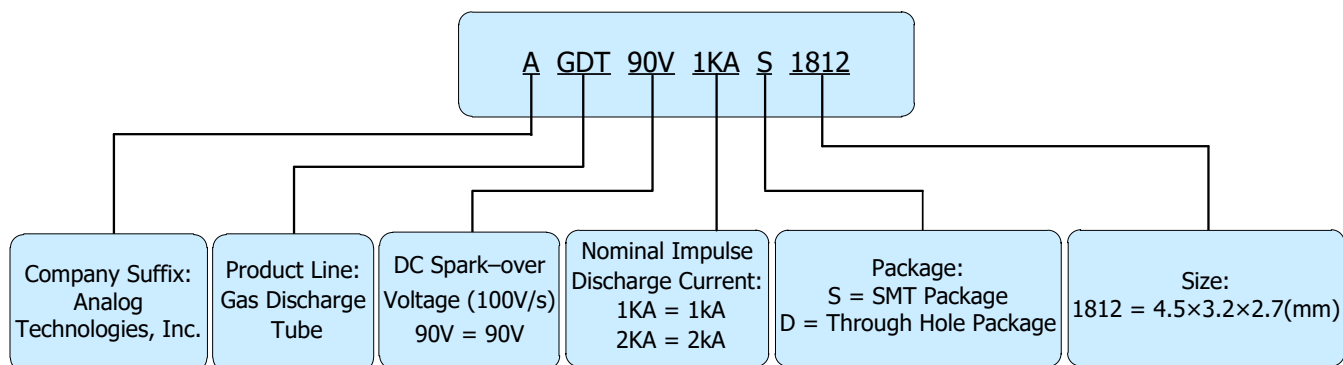 A GDT 90V 1KA S 1812
Company Suffix:
Analog
Technologies, Inc.
Product Line:
Gas Discharge
Tube
DC Spark–over
Voltage (100V/s)
90V = 90V
Nominal Impulse
Discharge Current:
1KA = 1kA
2KA = 2kA
Package:
S = SMT Package
D = Through Hole Package
Size:
1812 = 4.5×3.2×2.7(mm)